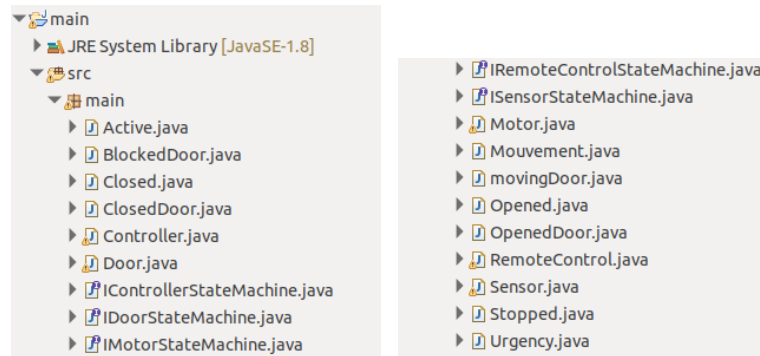 main
JRE System Library [JavaSE-1.8]
src
main
Active.java
BlockedDoor.java
Closed.java
ClosedDoor.java
Controller.java
Door.java
IControllerStateMachine.java
IDoorStateMachine.java
IMotorStateMachine.java
IRemoteControlStateMachine.java
ISensorStateMachine.java
Motor.java
Mouvement.java
movingDoor.java
Opened.java
OpenedDoor.java
RemoteControl.java
Sensor.java
Stopped.java
Urgency.java